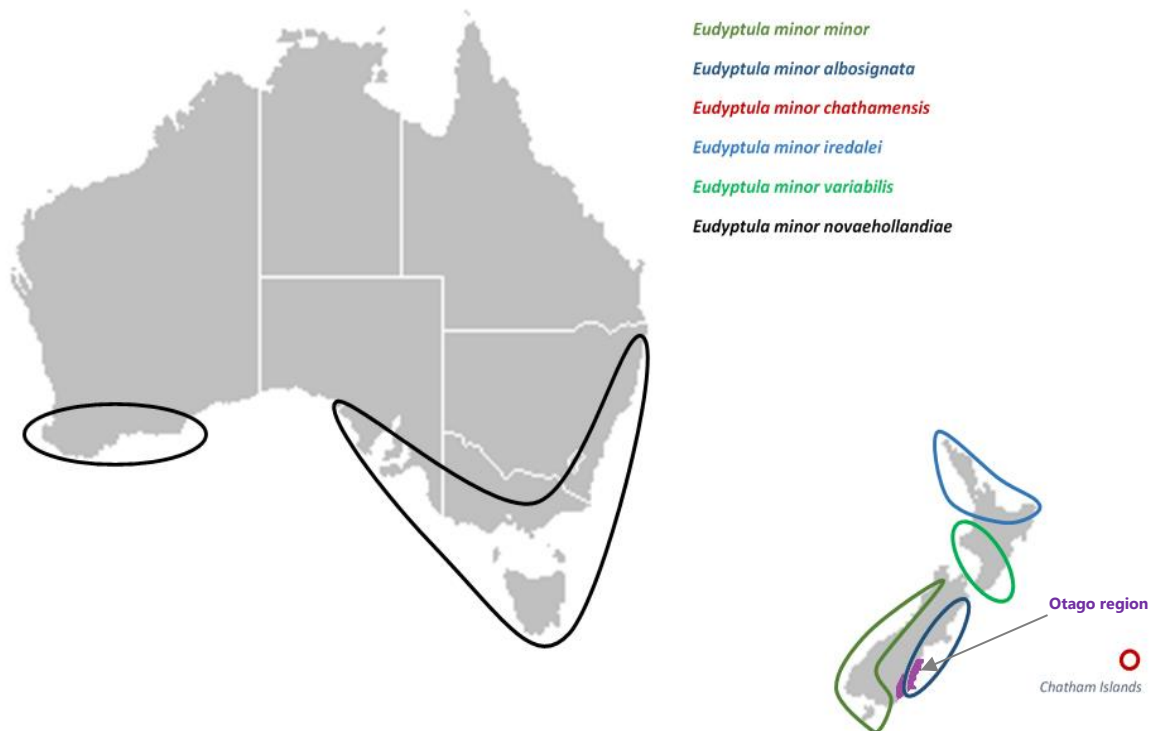 Eudyptula minor minor
Eudyptula minor albosignata
Eudyptula minor chathamensis
Eudyptula minor iredalei
Eudyptula minor variabilis
Eudyptula minor novaehollandiae
Otago region
Chatham Islands